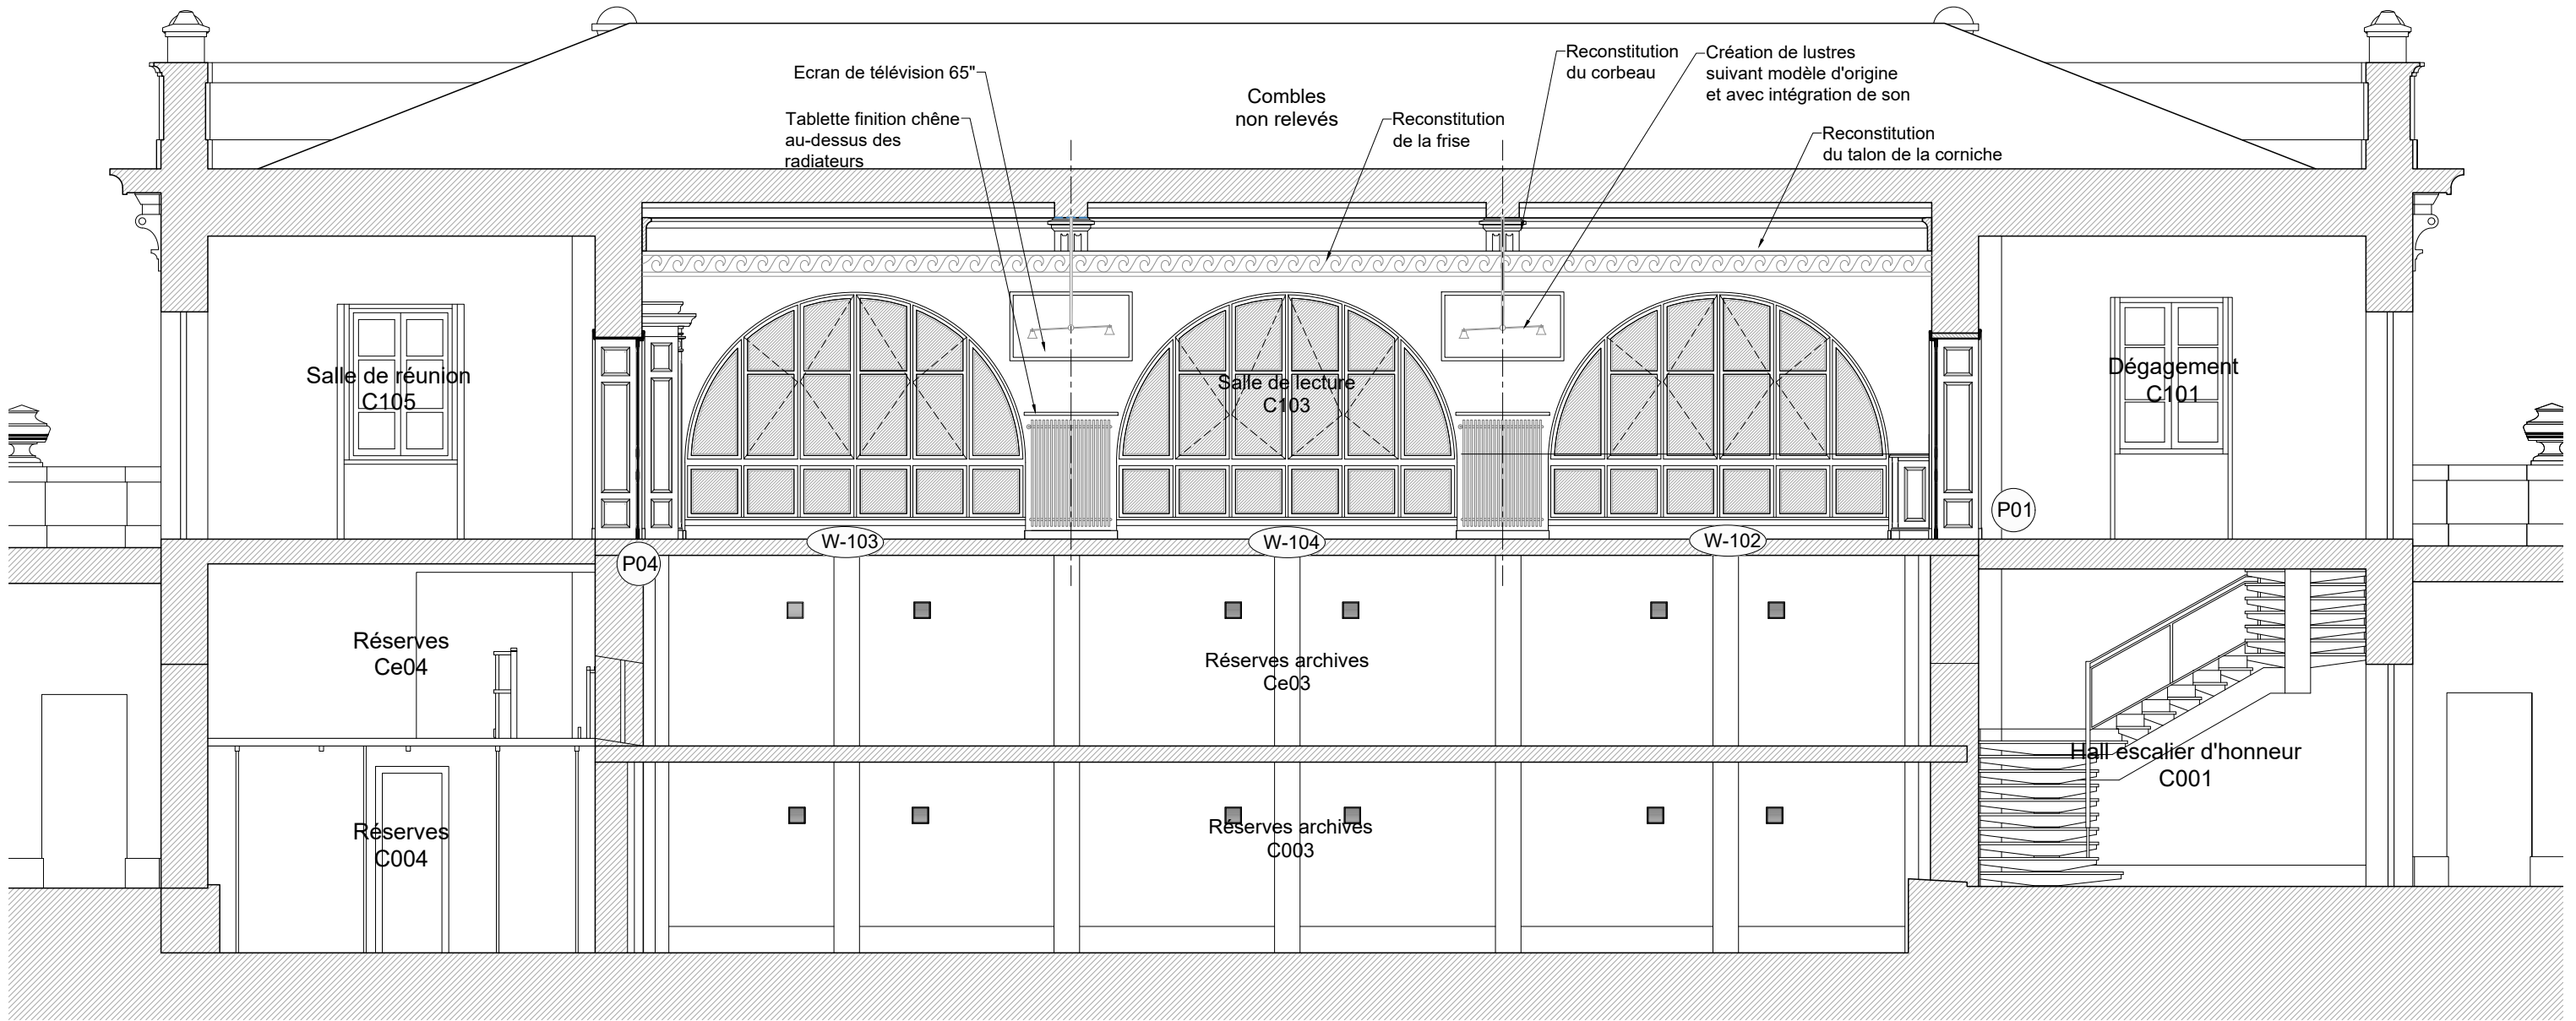 Ecran de télévision 65"
Tablette finition chêne
au-dessus des
radiateurs
Combles
non relevés
Reconstitution
de la frise
Reconstitution
du corbeau
Création de lustres
suivant modèle d'origine
et avec intégration de son
Reconstitution
du talon de la corniche
Salle de réunion
C105
Salle de lecture
C103
Dégagement
C101
P01
W-103
W-104
W-102
P04
Réserves
Ce04
Réserves archives
Ce03
Hall escalier d'honneur
C001
Réserves
C004
Réserves archives
C003